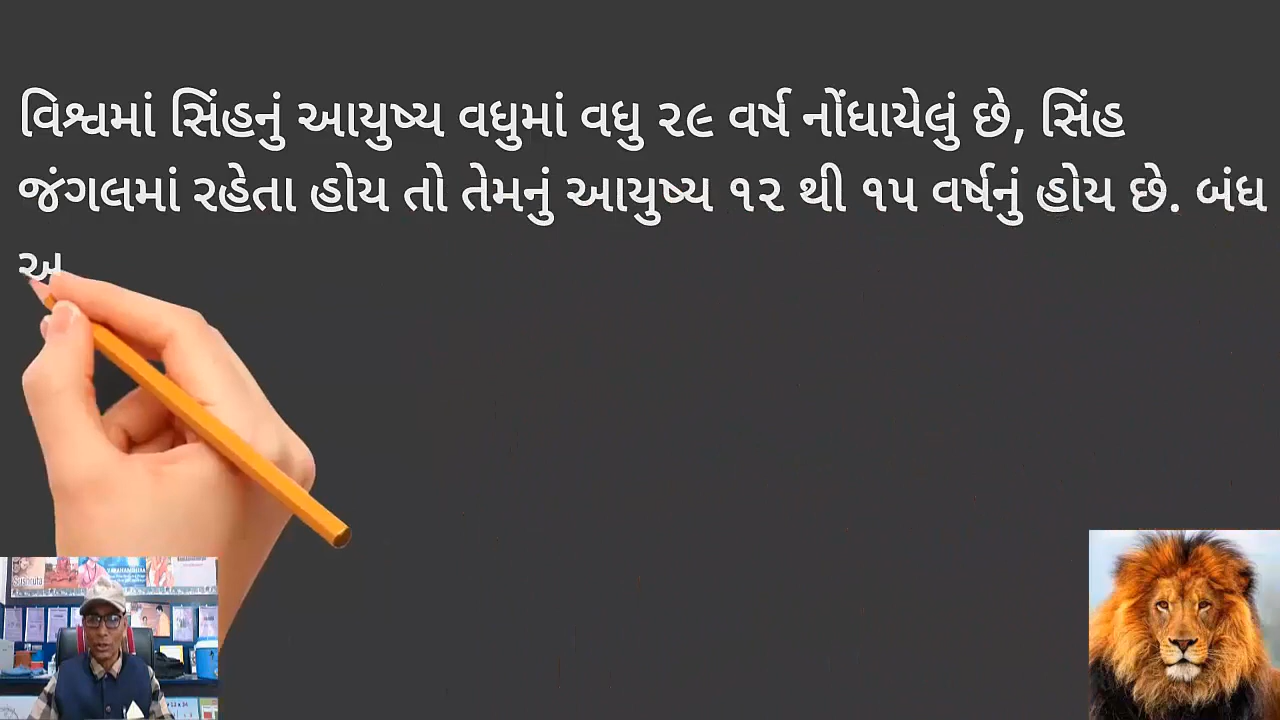 વિશ્વમાં સિંહનું આયુષ્ય વધુમાં વધુ ૨૯ વર્ષ નોંધાયેલું છે, સિંહ
જંગલમાં રહેતા હોય તો તેમનું આયુષ્ય ૧૨ થી ૧૫ વર્ષનું હોય છે. બંધ
અ